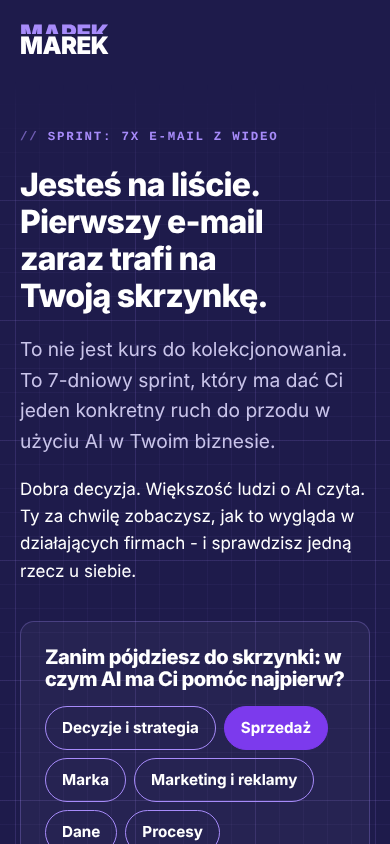 MAREK
MAREK
// SPRINT: 7X E-MAIL Z WIDEO
Jesteś na liście.
Pierwszy e-mail
zaraz trafi na
Twoją skrzynkę.
To nie jest kurs do kolekcjonowania.
To 7-dniowy sprint, który ma dać Ci
jeden konkretny ruch do przodu w
użyciu AI w Twoim biznesie.
Dobra decyzja. Większość ludzi o AI czyta.
Ty za chwilę zobaczysz, jak to wygląda w
działających firmach - i sprawdzisz jedną
rzecz u siebie.
Zanim pójdziesz do skrzynki: w
czym AI ma Ci pomóc najpierw?
Decyzje i strategia
Sprzedaż
Marka
Marketing i reklamy
Dane
Procesy